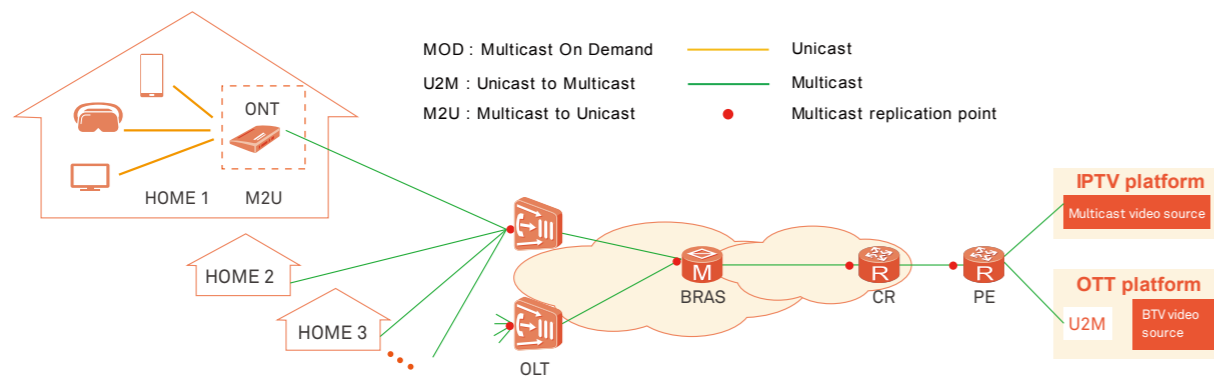 MOD : Multicast On Demand
Unicast
U2M : Unicast to Multicast
Multicast
M2U : Multicast to Unicast
Multicast replication point
ONT
HOME 1
M2U
HOME 2
HOME 3
OLT
M
BRAS
R
CR
R
PE
IPTV platform
Multicast video source
OTT platform
U2M
BTV video
source